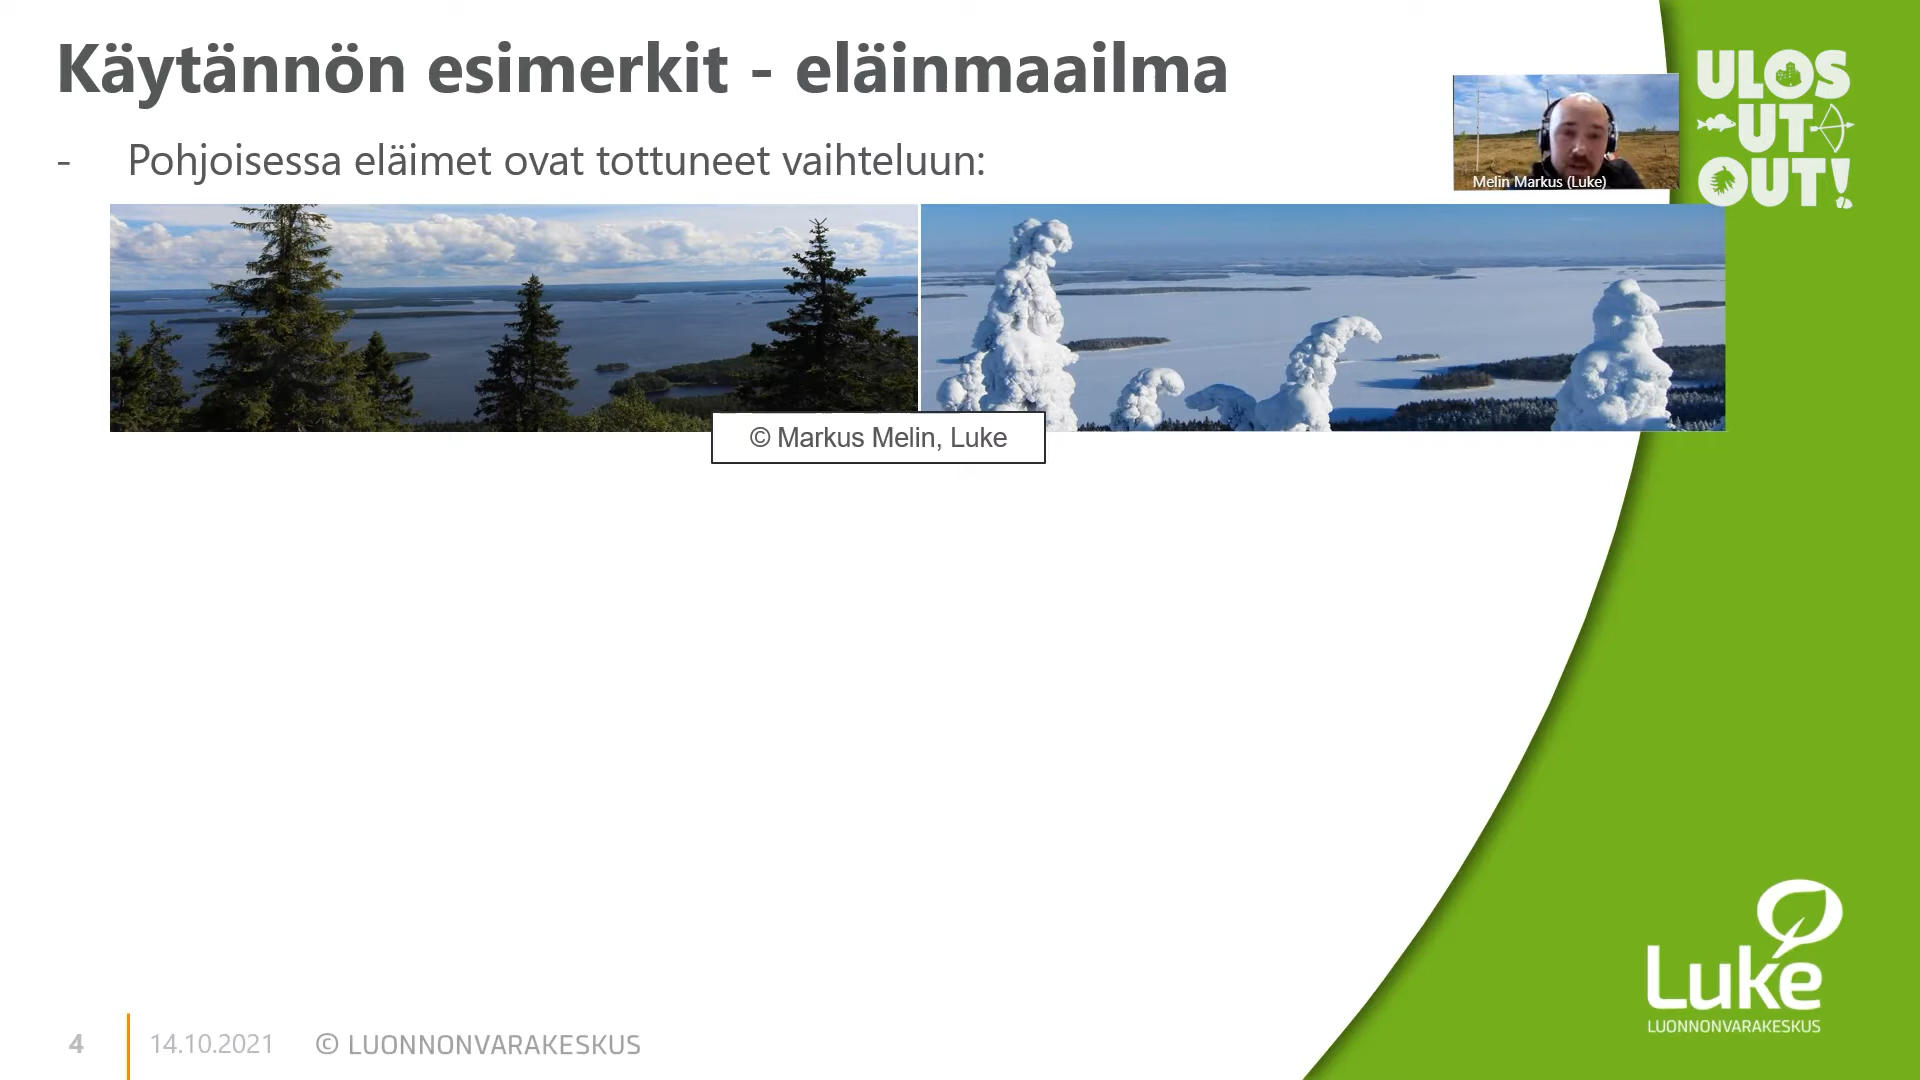 Käytännön esimerkit - eläinmaailma
- Pohjoisessa eläimet ovat tottuneet vaihteluun:
Melin Markus (Luke)
ULOS
UT
OUT!
© Markus Melin, Luke
Luke
LUONNONVARAKESKUS
4 14.10.2021 © LUONNONVARAKESKUS